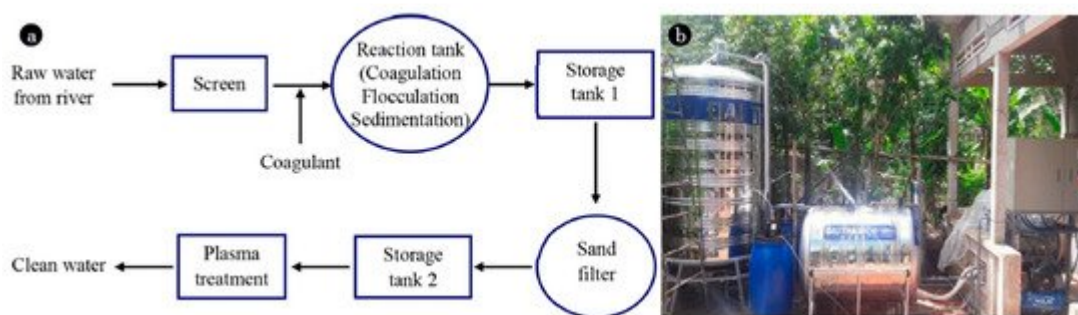 a
Raw water
from river
Screen
Coagulant
Reaction tank
(Coagulation
Flocculation
Sedimentation)
Storage
tank 1
Sand
filter
Storage
tank 2
Plasma
treatment
Clean water
b